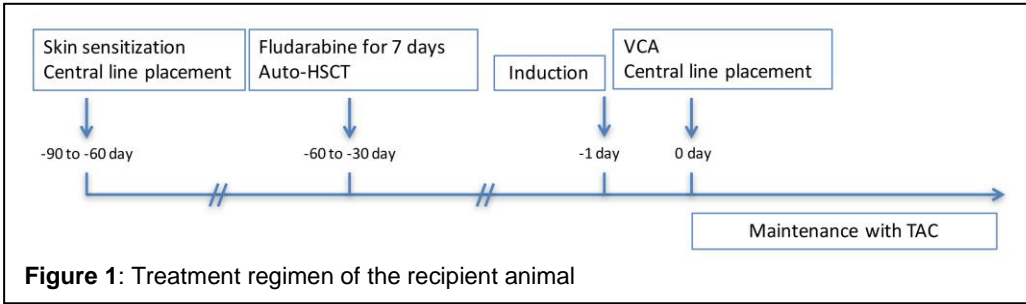 Skin sensitization
Central line placement
Fludarabine for 7 days
Auto-HSCT
Induction
VCA
Central line placement
-90 to -60 day
-60 to -30 day
-1 day
0 day
Maintenance with TAC
Figure 1: Treatment regimen of the recipient animal